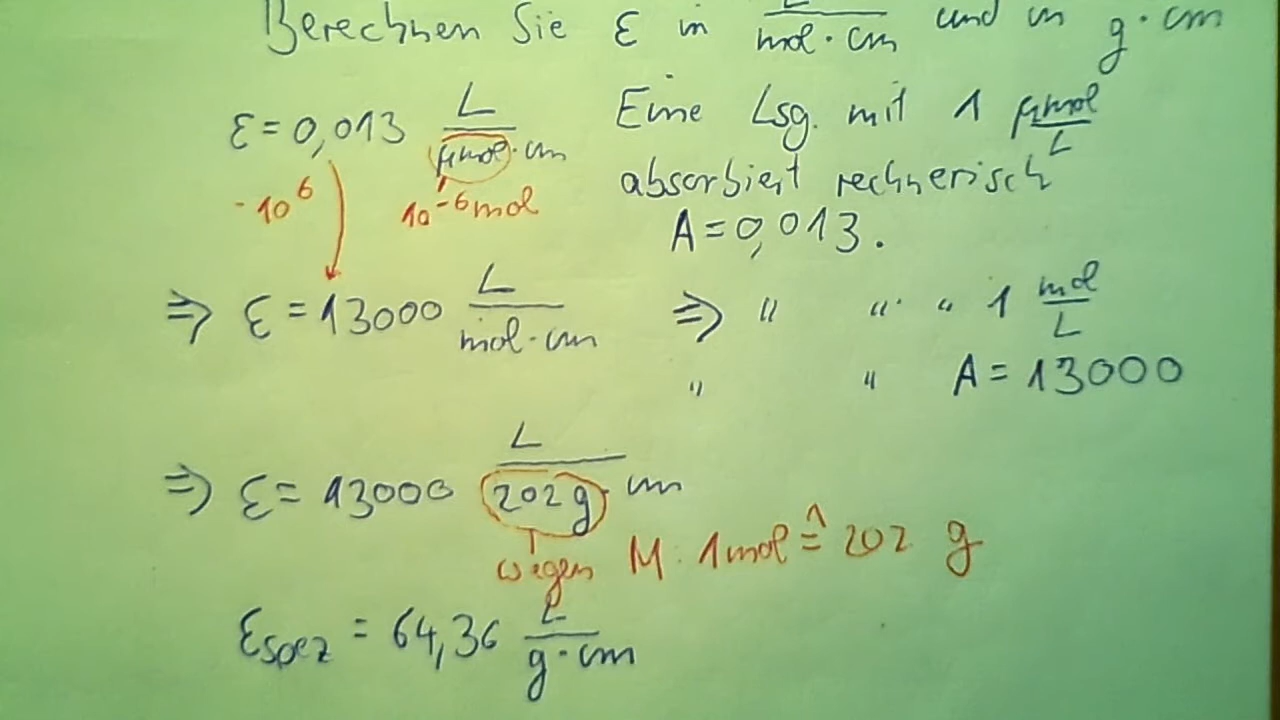 Berechnen Sie ε in L/mol · cm und in g · cm
ε = 0,013 L/µmol · cm
· 10⁶
10⁻⁶ mol
Eine Lsg. mit 1 µmol/L
absorbiert rechnerisch
A = 0,013.
⇒ ε = 13000 L/mol · cm
⇒ " " " 1 mol/L
" " A = 13000
⇒ ε = 13000 L/202 g · cm
wegen M: 1 mol ≙ 202 g
εspez = 64,36 L/g · cm